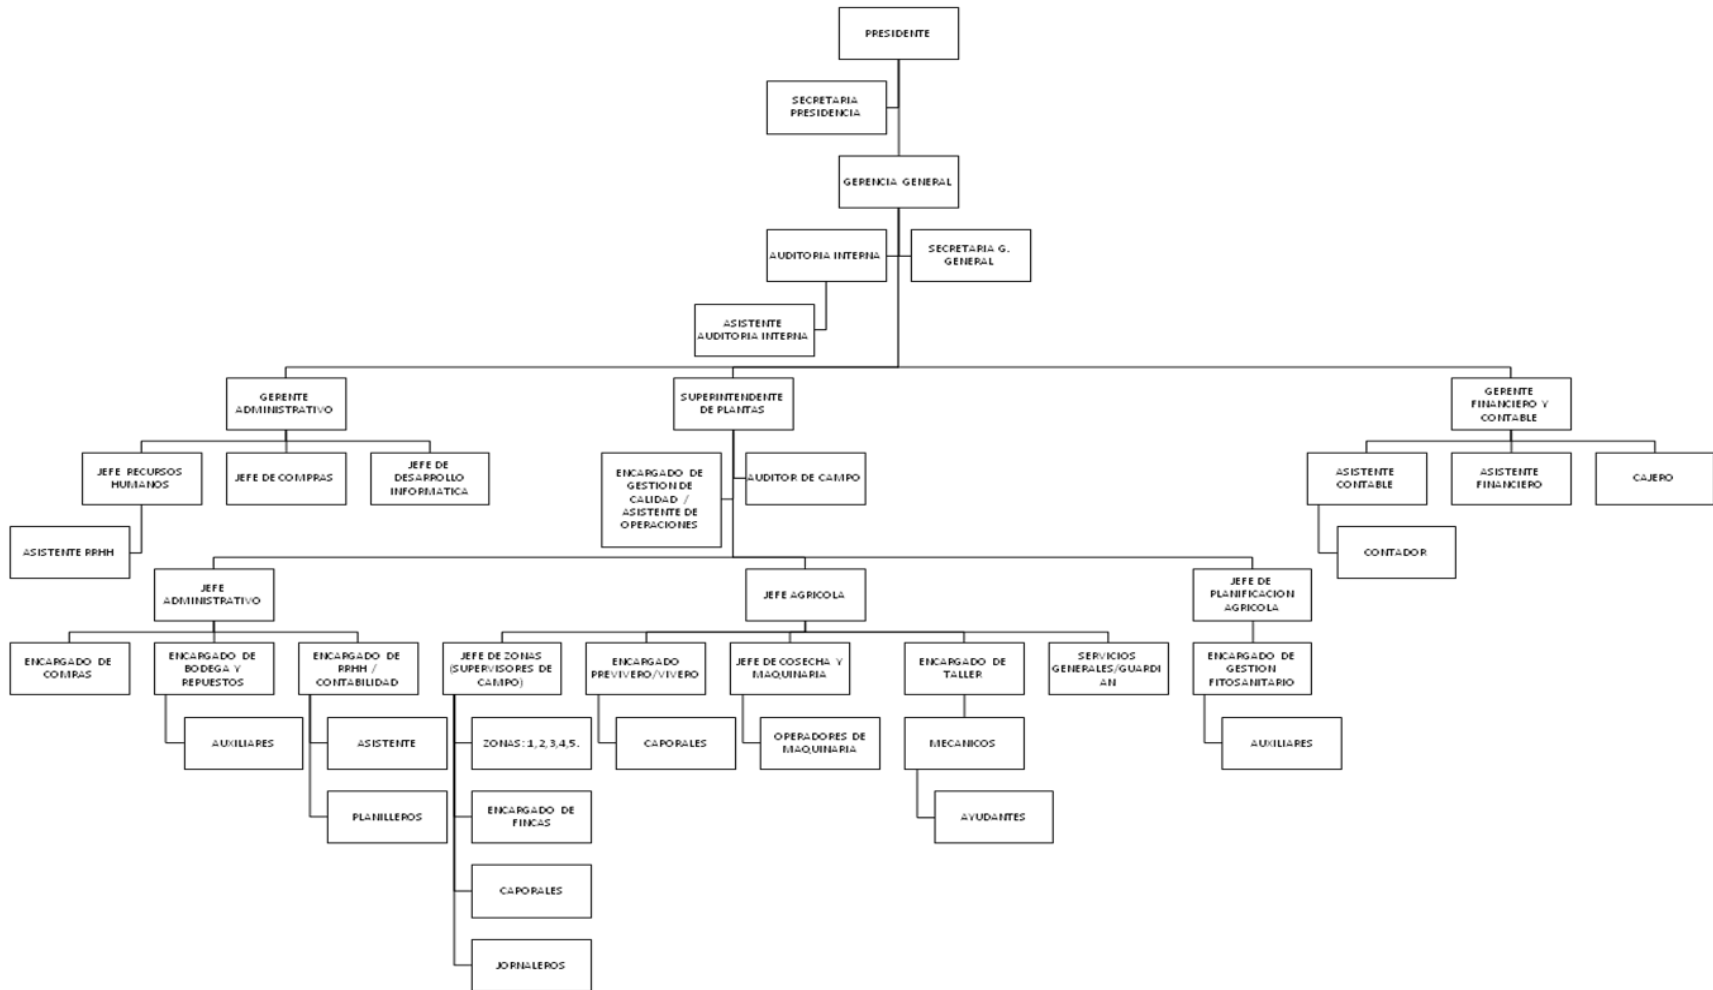 PRESIDENTE
SECRETARIA
PRESIDENCIA
GERENCIA GENERAL
AUDITORIA INTERNA
SECRETARIA G.
GENERAL
ASISTENTE
AUDITORIA INTERNA
GERENTE
ADMINISTRATIVO
SUPERINTENDENTE
DE PLANTAS
GERENTE
FINANCIERO Y
CONTABLE
JEFE RECURSOS
HUMANOS
JEFE DE COMPRAS
JEFE DE
DESARROLLO
INFORMATICA
ENCARGADO DE
GESTION DE
CALIDAD /
ASISTENTE DE
OPERACIONES
AUDITOR DE CAMPO
ASISTENTE
CONTABLE
ASISTENTE
FINANCIERO
CAJERO
ASISTENTE RRHH
CONTADOR
JEFE
ADMINISTRATIVO
JEFE AGRICOLA
JEFE DE
PLANIFICACION
AGRICOLA
ENCARGADO DE
COMPRAS
ENCARGADO DE
BODEGA Y
REPUESTOS
ENCARGADO DE
RRHH /
CONTABILIDAD
JEFE DE ZONAS
(SUPERVISORES DE
CAMPO)
ENCARGADO
PREVIVERO/VIVERO
JEFE DE COSECHA Y
MAQUINARIA
ENCARGADO DE
TALLER
SERVICIOS
GENERALES/GUARDI
AN
ENCARGADO DE
GESTION
FITOSANITARIO
AUXILIARES
ASISTENTE
ZONAS: 1,2,3,4,5.
CAPORALES
OPERADORES DE
MAQUINARIA
MECANICOS
AUXILIARES
PLANILLEROS
ENCARGADO DE
FINCAS
AYUDANTES
CAPORALES
JORNALEROS